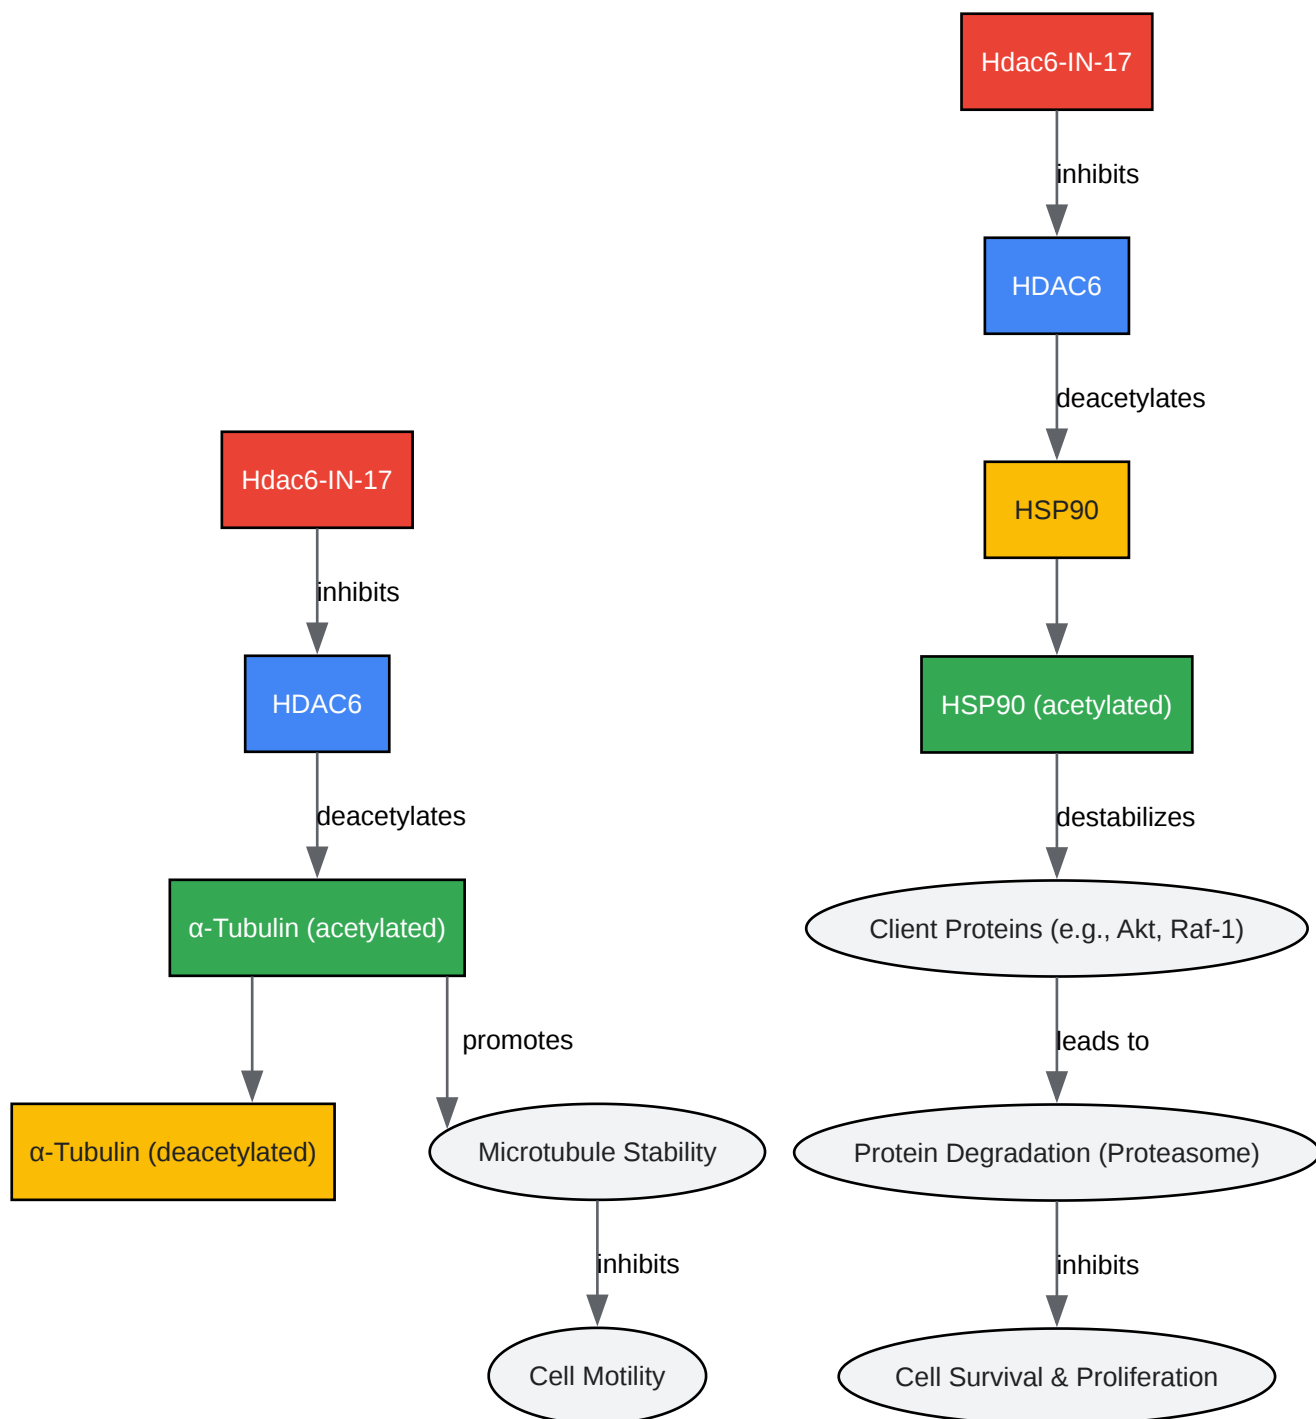 Hdac6-IN-17
inhibits
HDAC6
deacetylates
α-Tubulin (acetylated)
promotes
α-Tubulin (deacetylated)
Microtubule Stability
inhibits
Cell Motility
Hdac6-IN-17
inhibits
HDAC6
deacetylates
HSP90
HSP90 (acetylated)
destabilizes
Client Proteins (e.g., Akt, Raf-1)
leads to
Protein Degradation (Proteasome)
inhibits
Cell Survival & Proliferation